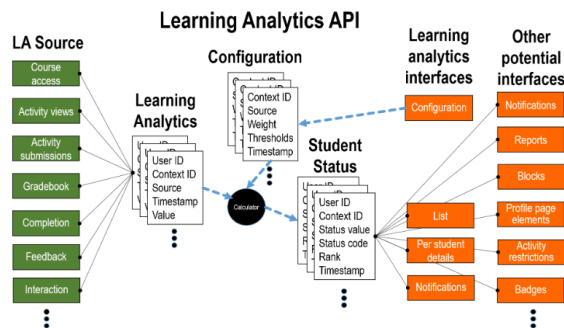 Learning Analytics API
LA Source
Course
access
Activity views
Activity
submissions
Gradebook
Completion
Feedback
Interaction
Learning
Analytics
User ID
Context ID
Source
Timestamp
Value
Configuration
Context ID
Source
Weight
Thresholds
Timestamp
Calculator
Student
Status
User ID
Context ID
Status value
Status code
Rank
Timestamp
Learning
analytics
interfaces
Configuration
List
Per student
details
Notifications
Other
potential
interfaces
Notifications
Reports
Blocks
Profile page
elements
Activity
restrictions
Badges